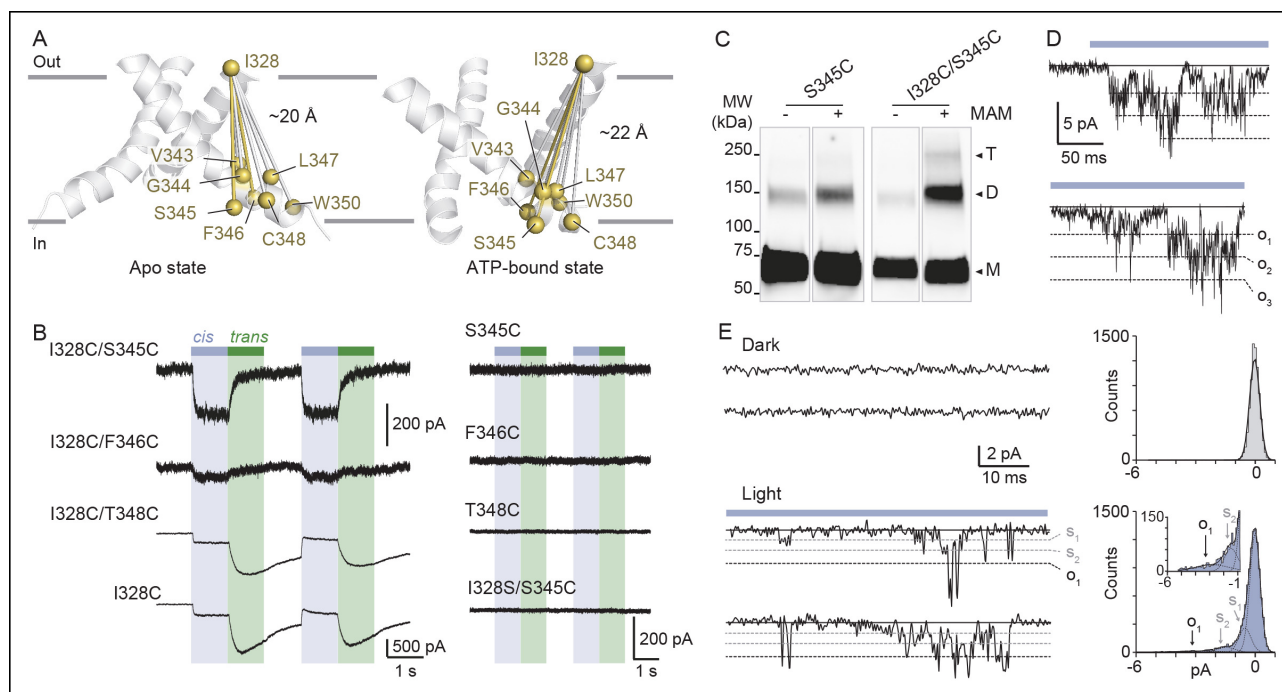 A
Out
I328
I328
G344
~20 Å
~22 Å
V343
G344
S345
F346
L347
W350
C348
V343
F346
S345
L347
W350
C348
In
Apo state
ATP-bound state
B
cis
trans
I328C/S345C
200 pA
I328C/F346C
I328C/T348C
I328C
500 pA
1 s
S345C
F346C
T348C
I328S/S345C
200 pA
1 s
C
S345C
I328C/S345C
MW
(kDa)
- + - + MAM
250
150
100
75
50
T
D
M
D
5 pA
50 ms
O1
O2
O3
E
Dark
2 pA
10 ms
Light
S1
S2
O1
1500
Counts
0
-6
0
1500
Counts
0
150
0
-6
-1
O1
S2
O1
S2
S1
-6
0
pA